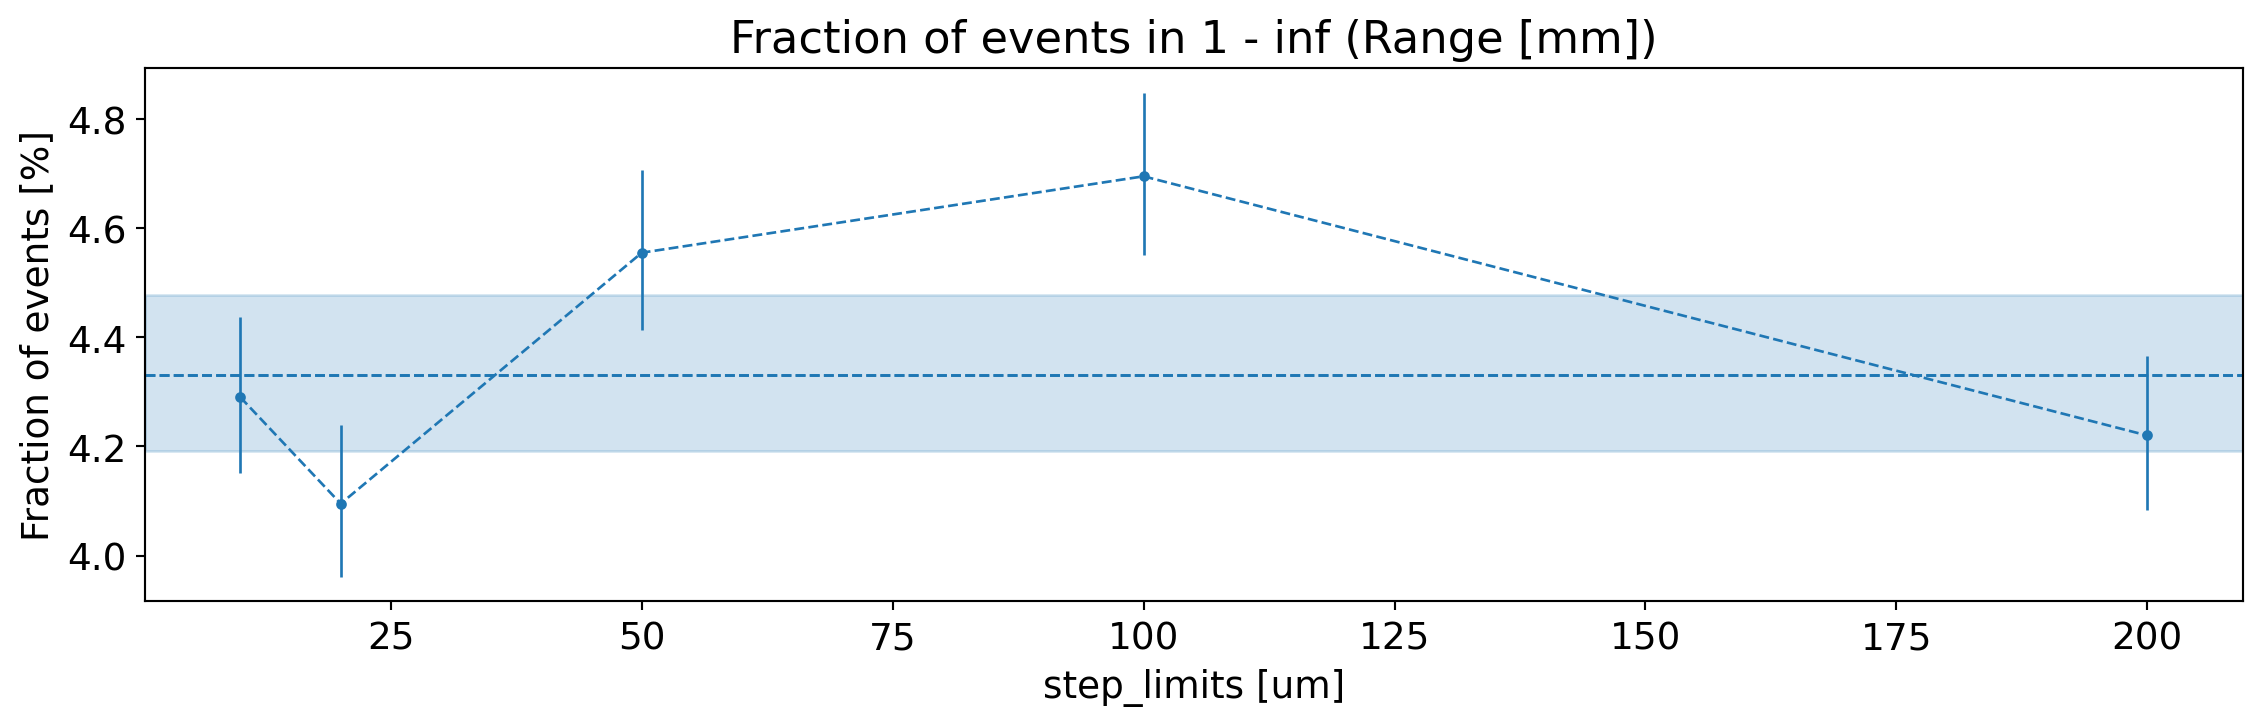 Fraction of events in 1 - inf (Range [mm])
Fraction of events [%]
4.8
4.6
4.4
4.2
4.0
25 50 75 100 125 150 175 200
step_limits [um]